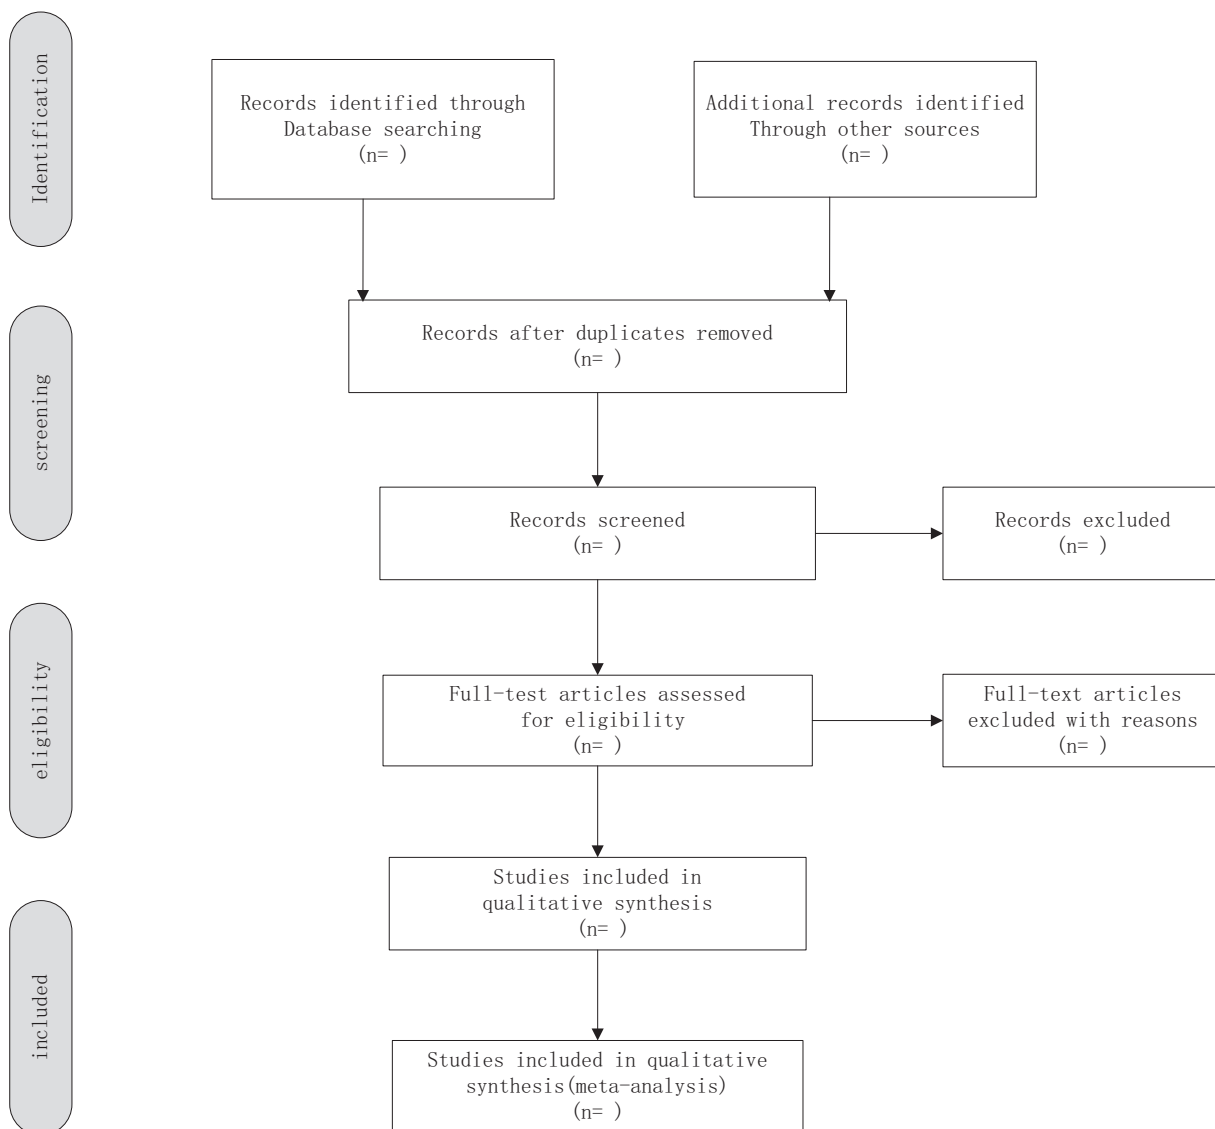 Identification
Records identified through
Database searching
(n= )
Additional records identified
Through other sources
(n= )
screening
Records after duplicates removed
(n= )
Records screened
(n= )
Records excluded
(n= )
eligibility
Full-test articles assessed
for eligibility
(n= )
Full-text articles
excluded with reasons
(n= )
included
Studies included in
qualitative synthesis
(n= )
Studies included in qualitative
synthesis(meta-analysis)
(n= )